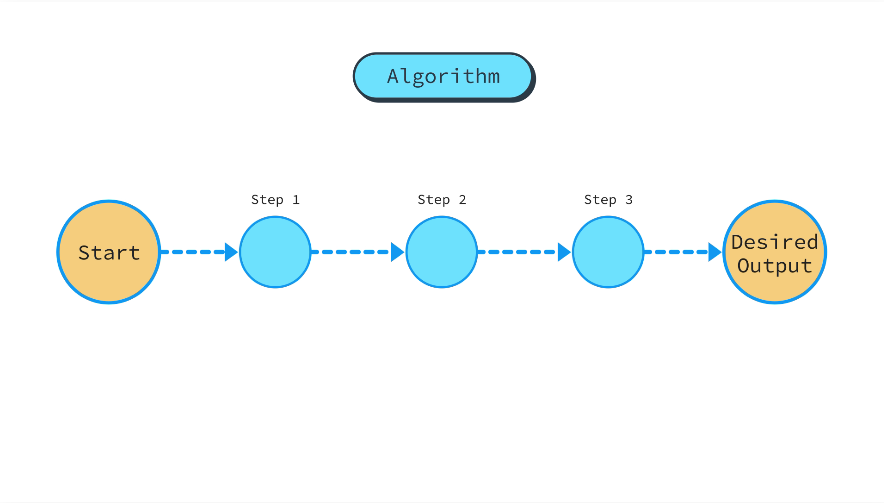 Algorithm
Step 1
Step 2
Step 3
Start
Desired
Output